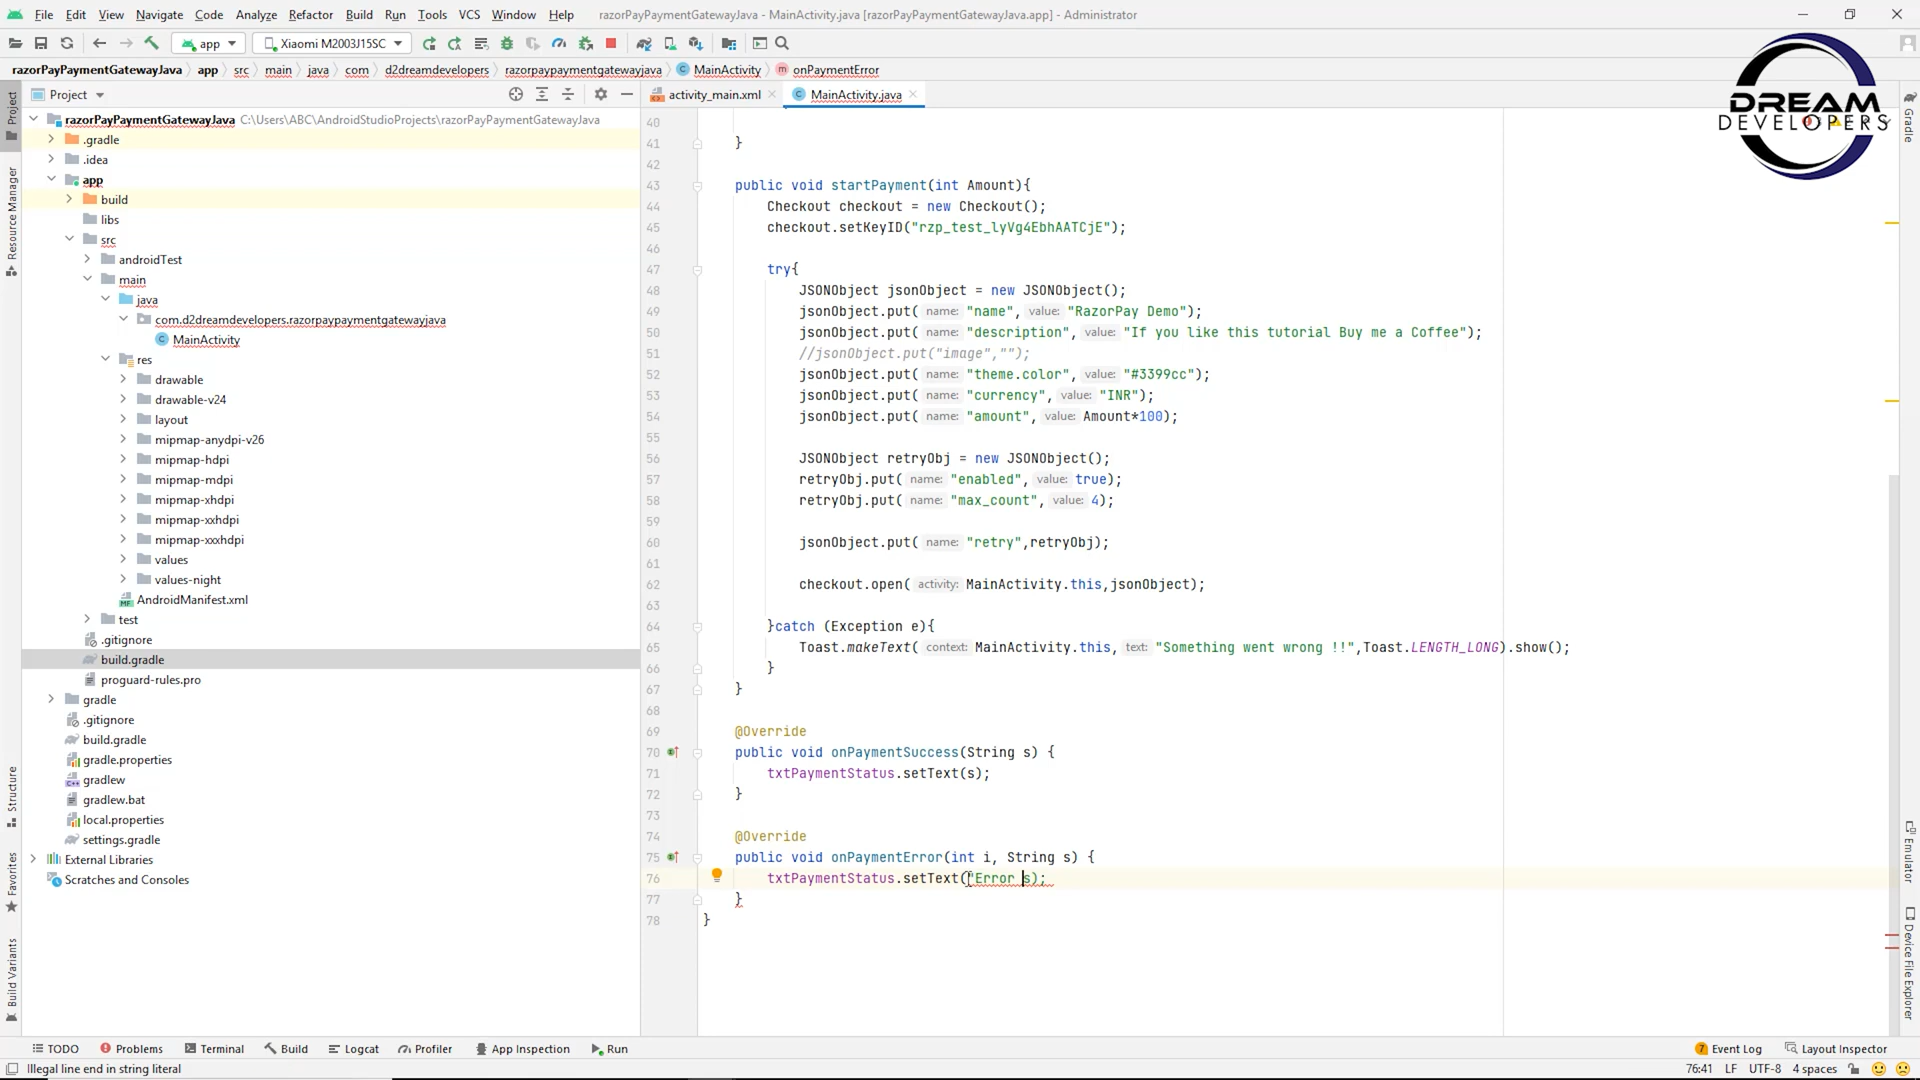 File Edit View Navigate Code Analyze Refactor Build Run Tools VCS Window Help razorPayPaymentGatewayJava - MainActivity.java [razorPayPaymentGatewayJava.app] - Administrator
app Xiaomi M2003J15SC
razorPayPaymentGatewayJava app src main java com d2dreamdevelopers razorpaypaymentgatewayjava MainActivity onPaymentError
DREAM
DEVELOPERS
Project
activity_main.xml MainActivity.java
razorPayPaymentGatewayJava C:\Users\ABC\AndroidStudioProjects\razorPayPaymentGatewayJava
.gradle
.idea
app
build
libs
src
androidTest
main
java
com.d2dreamdevelopers.razorpaypaymentgatewayjava
MainActivity
res
drawable
drawable-v24
layout
mipmap-anydpi-v26
mipmap-hdpi
mipmap-mdpi
mipmap-xhdpi
mipmap-xxhdpi
mipmap-xxxhdpi
values
values-night
AndroidManifest.xml
test
.gitignore
build.gradle
proguard-rules.pro
gradle
.gitignore
build.gradle
gradle.properties
gradlew
gradlew.bat
local.properties
settings.gradle
External Libraries
Scratches and Consoles
40
41 }
42
43 public void startPayment(int Amount){
44 Checkout checkout = new Checkout();
45 checkout.setKeyID("rzp_test_lyVg4EbhAATCjE");
46
47 try{
48 JSONObject jsonObject = new JSONObject();
49 jsonObject.put( name: "name", value: "RazorPay Demo");
50 jsonObject.put( name: "description", value: "If you like this tutorial Buy me a Coffee");
51 //jsonObject.put("image","");
52 jsonObject.put( name: "theme.color", value: "#3399cc");
53 jsonObject.put( name: "currency", value: "INR");
54 jsonObject.put( name: "amount", value: Amount*100);
55
56 JSONObject retryObj = new JSONObject();
57 retryObj.put( name: "enabled", value: true);
58 retryObj.put( name: "max_count", value: 4);
59
60 jsonObject.put( name: "retry",retryObj);
61
62 checkout.open( activity: MainActivity.this,jsonObject);
63
64 }catch (Exception e){
65 Toast.makeText( context: MainActivity.this, text: "Something went wrong !!",Toast.LENGTH_LONG).show();
66 }
67 }
68
69 @Override
70 public void onPaymentSuccess(String s) {
71 txtPaymentStatus.setText(s);
72 }
73
74 @Override
75 public void onPaymentError(int i, String s) {
76 txtPaymentStatus.setText("Error s);
77 }
78 }
Project
Resource Manager
Structure
Favorites
Build Variants
Gradle
Emulator
Device File Explorer
TODO Problems Terminal Build Logcat Profiler App Inspection Run 7 Event Log Layout Inspector
Illegal line end in string literal 76:41 LF UTF-8 4 spaces